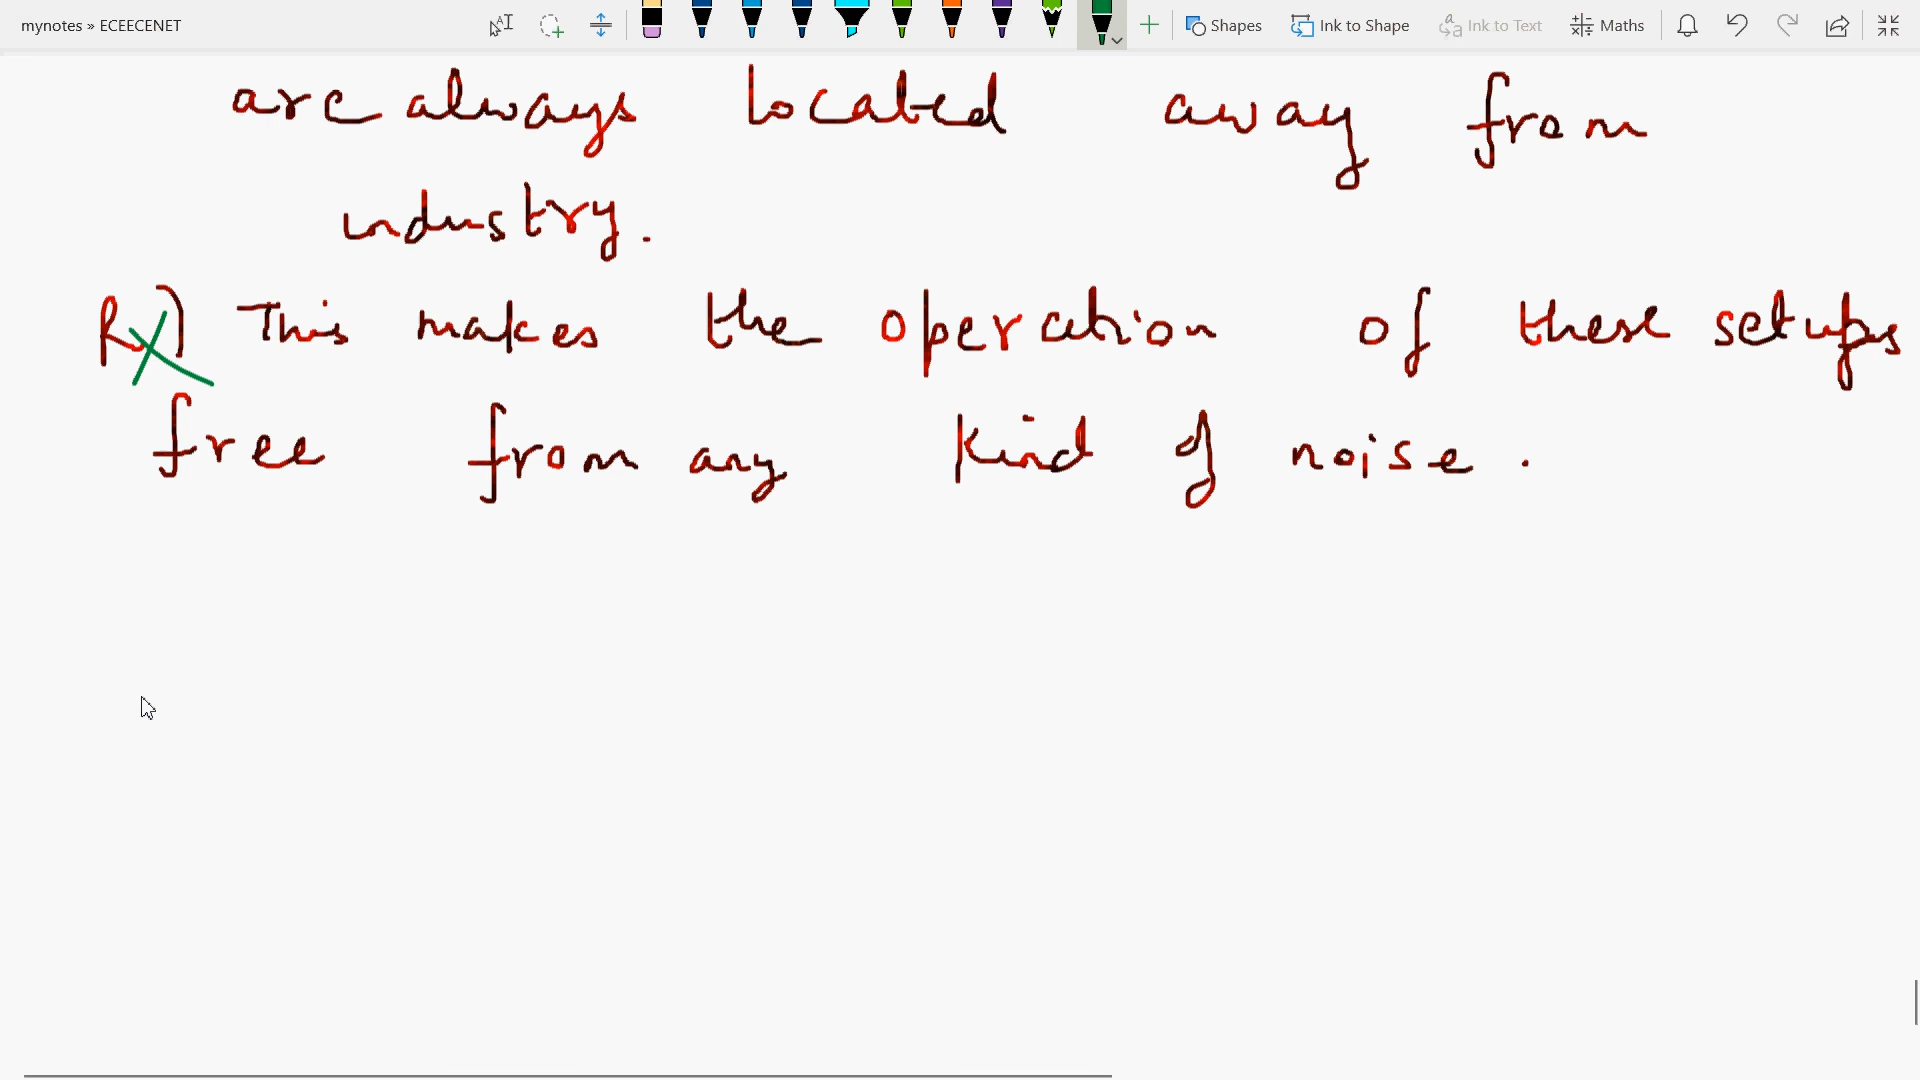 mynotes » ECEECENET
Shapes Ink to Shape Ink to Text Maths
are always located away from
industry.
R) This makes the operation of these setups
free from any kind of noise .